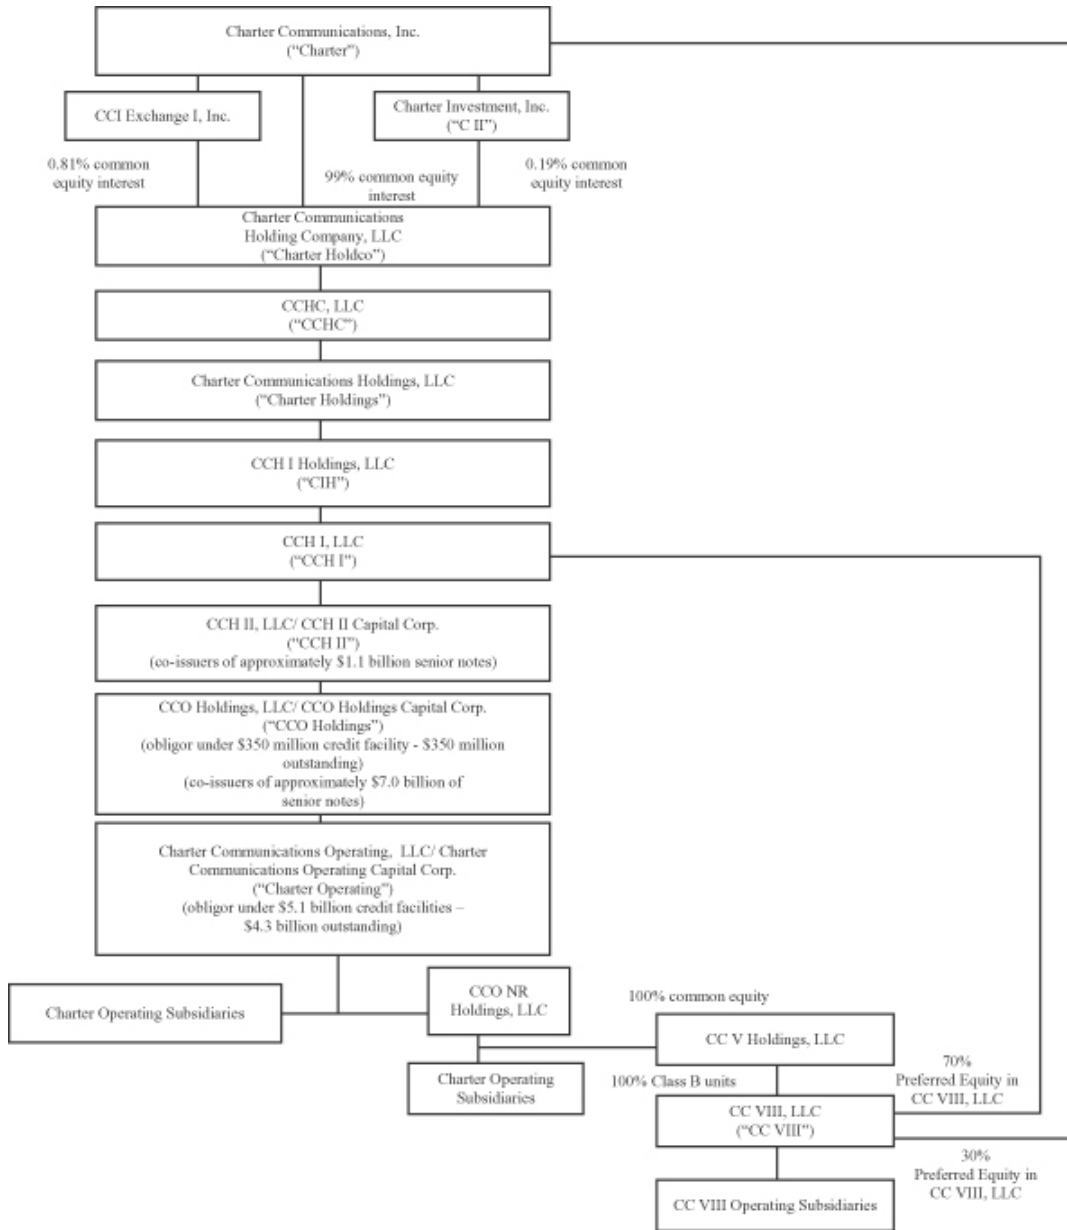 Charter Communications, Inc.
(“Charter”)
CCI Exchange I, Inc.
Charter Investment, Inc.
(“C II”)
0.81% common
equity interest
99% common equity
interest
0.19% common
equity interest
Charter Communications
Holding Company, LLC
(“Charter Holdco”)
CCHC, LLC
(“CCHC”)
Charter Communications Holdings, LLC
(“Charter Holdings”)
CCH I Holdings, LLC
(“CIH”)
CCH I, LLC
(“CCH I”)
CCH II, LLC/ CCH II Capital Corp.
(“CCH II”)
(co-issuers of approximately $1.1 billion senior notes)
CCO Holdings, LLC/ CCO Holdings Capital Corp.
(“CCO Holdings”)
(obligor under $350 million credit facility - $350 million
outstanding)
(co-issuers of approximately $7.0 billion of
senior notes)
Charter Communications Operating, LLC/ Charter
Communications Operating Capital Corp.
(“Charter Operating”)
(obligor under $5.1 billion credit facilities –
$4.3 billion outstanding)
Charter Operating Subsidiaries
CCO NR
Holdings, LLC
100% common equity
CC V Holdings, LLC
Charter Operating
Subsidiaries
100% Class B units
70%
Preferred Equity in
CC VIII, LLC
CC VIII, LLC
(“CC VIII”)
30%
Preferred Equity in
CC VIII, LLC
CC VIII Operating Subsidiaries